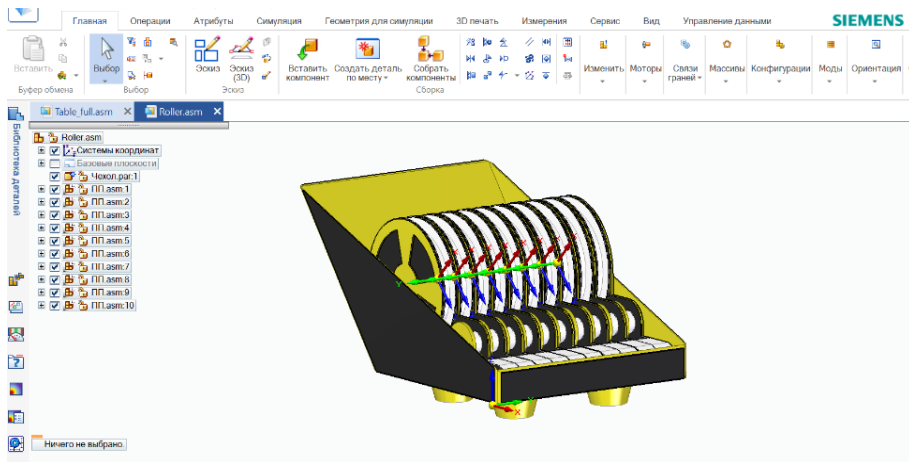 Главная Операции Атрибуты Симуляция Геометрия для симуляции 3D печать Измерения Сервис Вид Управление данными SIEMENS
Вставить Выбор Эскиз Эскиз (3D) Вставить компонент Создать деталь по месту Собрать компоненты Изменить Моторы Связи граней Массивы Конфигурации Моды Ориентация
Буфер обмена Выбор Эскиз Сборка
Table_full.asm Roller.asm
Библиотека деталей
Roller.asm
Системы координат
Базовые плоскости
Чехол.par:1
ПП.asm:1
ПП.asm:2
ПП.asm:3
ПП.asm:4
ПП.asm:5
ПП.asm:6
ПП.asm:7
ПП.asm:8
ПП.asm:9
ПП.asm:10
Ничего не выбрано.